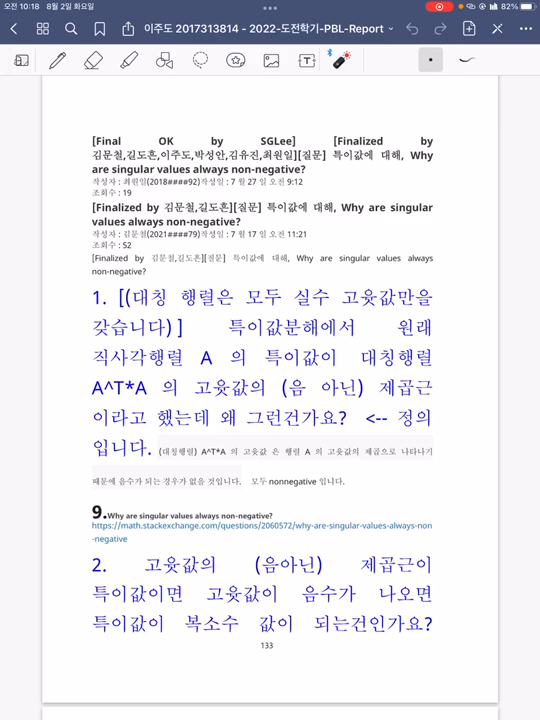 오전 10:18 8월 2일 화요일
82%
이주도 2017313814 - 2022-도전학기-PBL-Report
[Final OK by SGLee] [Finalized by
김문철,길도흔,이주도,박성안,김유진,최원일][질문] 특이값에 대해, Why
are singular values always non-negative?
작성자 : 최원일(2018####92)작성일 : 7 월 27 일 오전 9:12
조회수 : 19
[Finalized by 김문철,길도흔][질문] 특이값에 대해, Why are singular
values always non-negative?
작성자 : 김문철(2021####79)작성일 : 7 월 17 일 오전 11:21
조회수 : 52
[Finalized by 김문철,길도흔][질문] 특이값에 대해, Why are singular values always
non-negative?
1. [(대칭 행렬은 모두 실수 고윳값만을
갖습니다) ] 특이값분해에서 원래
직사각행렬 A 의 특이값이 대칭행렬
A^T*A 의 고윳값의 (음 아닌) 제곱근
이라고 했는데 왜 그런건가요? <-- 정의
입니다. (대칭행렬) A^T*A 의 고윳값 은 행렬 A 의 고윳값의 제곱으로 나타나기
때문에 음수가 되는 경우가 없을 것입니다. 모두 nonnegative 입니다.
9.Why are singular values always non-negative?
https://math.stackexchange.com/questions/2060572/why-are-singular-values-always-non
-negative
2. 고윳값의 (음아닌) 제곱근이
특이값이면 고윳값이 음수가 나오면
특이값이 복소수 값이 되는건인가요?
133